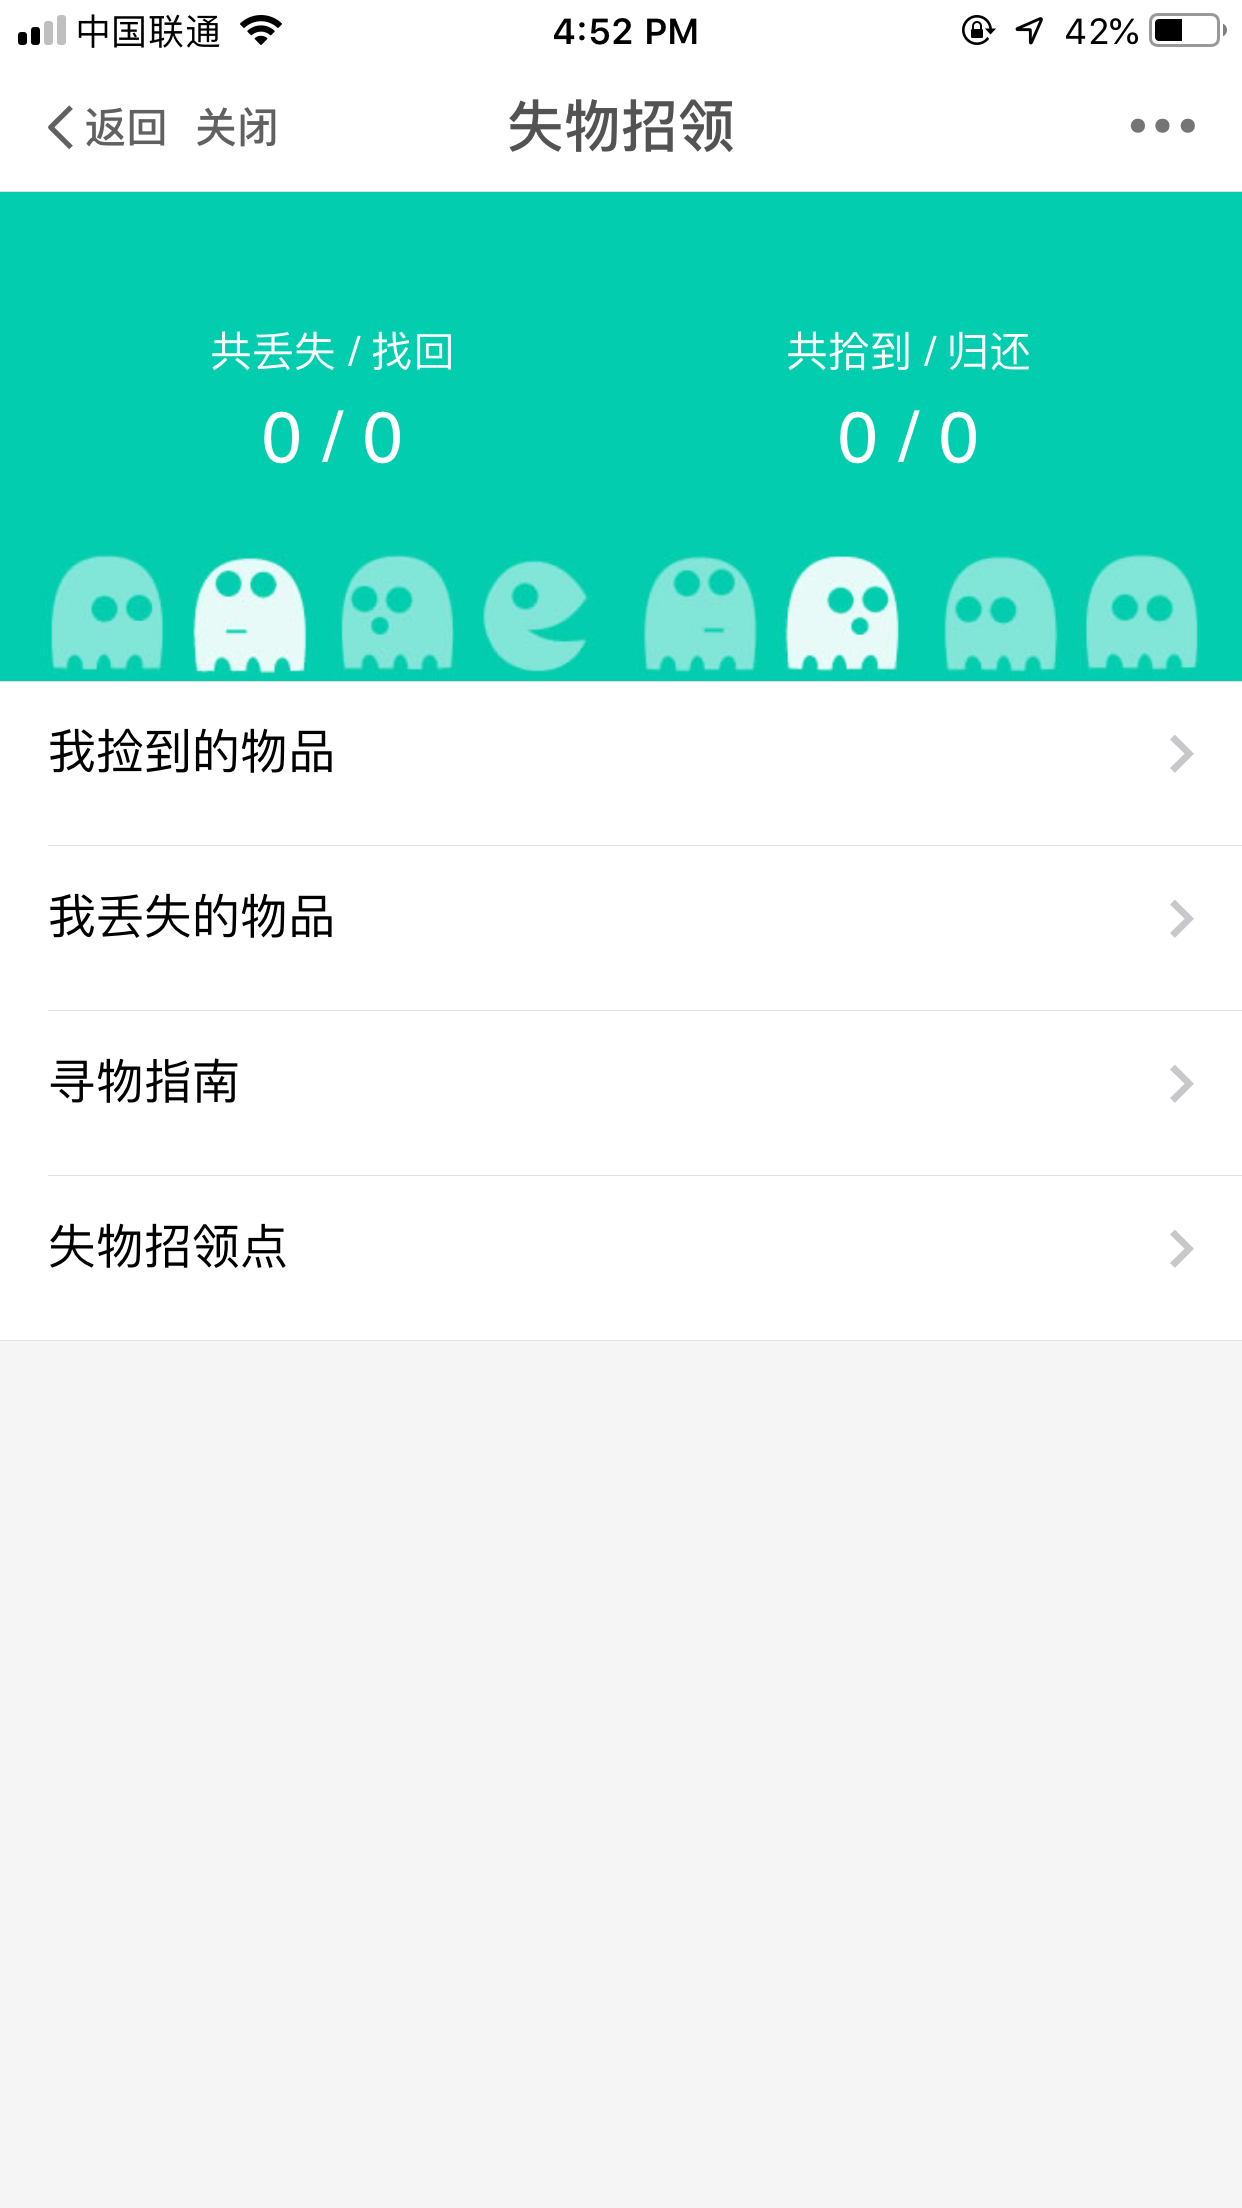 中国联通 4:52 PM 42%
返回 关闭 失物招领
共丢失 / 找回 共拾到 / 归还
0 / 0 0 / 0
我捡到的物品
我丢失的物品
寻物指南
失物招领点